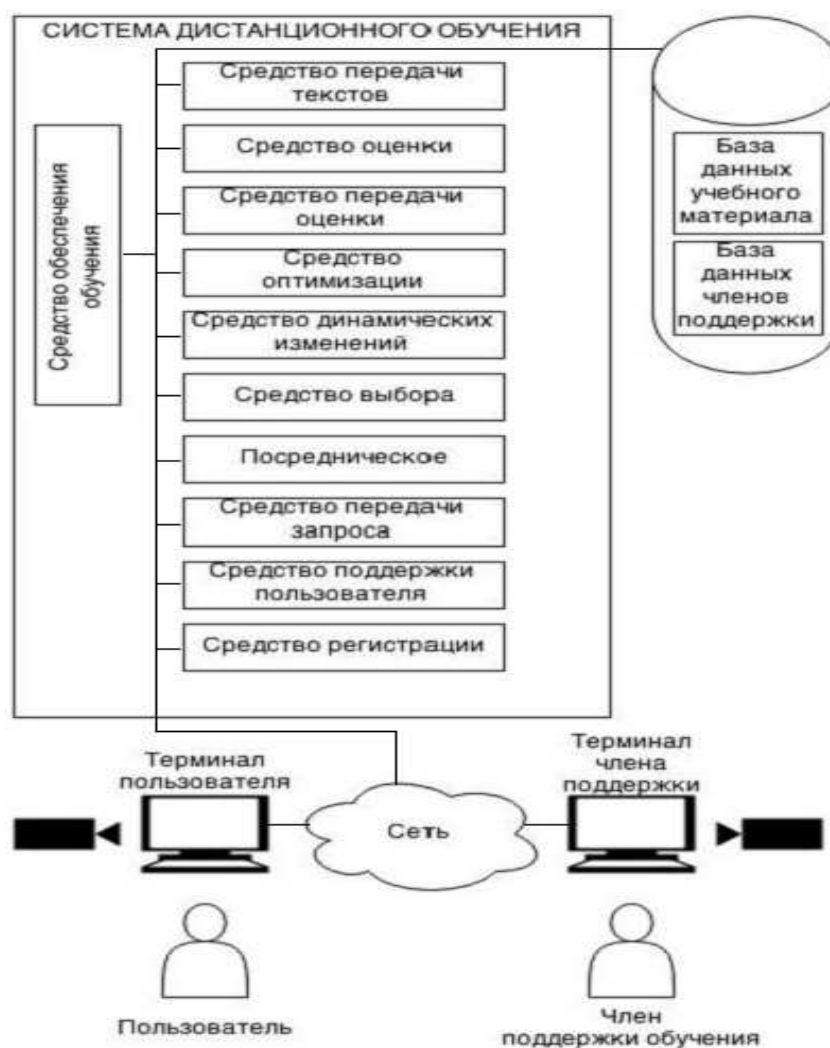 СИСТЕМА ДИСТАНЦИОННОГО ОБУЧЕНИЯ
Средство обеспечения
обучения
Средство передачи
текстов
Средство оценки
Средство передачи
оценки
Средство
оптимизации
Средство динамических
изменений
Средство выбора
Посредническое
Средство передачи
запроса
Средство поддержки
пользователя
Средство регистрации
База
данных
учебного
материала
База
данных
членов
поддержки
Терминал
пользователя
Сеть
Терминал
члена
поддержки
Пользователь
Член
поддержки обучения